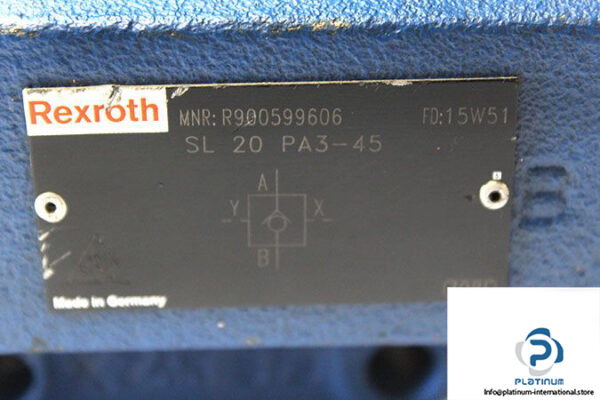 Rexroth
MNR: R900599606
FD: 15W51
SL 20 PA3-45
A
Y X
B
Made in Germany
B
PLATINUM
Info@platinum-international.store